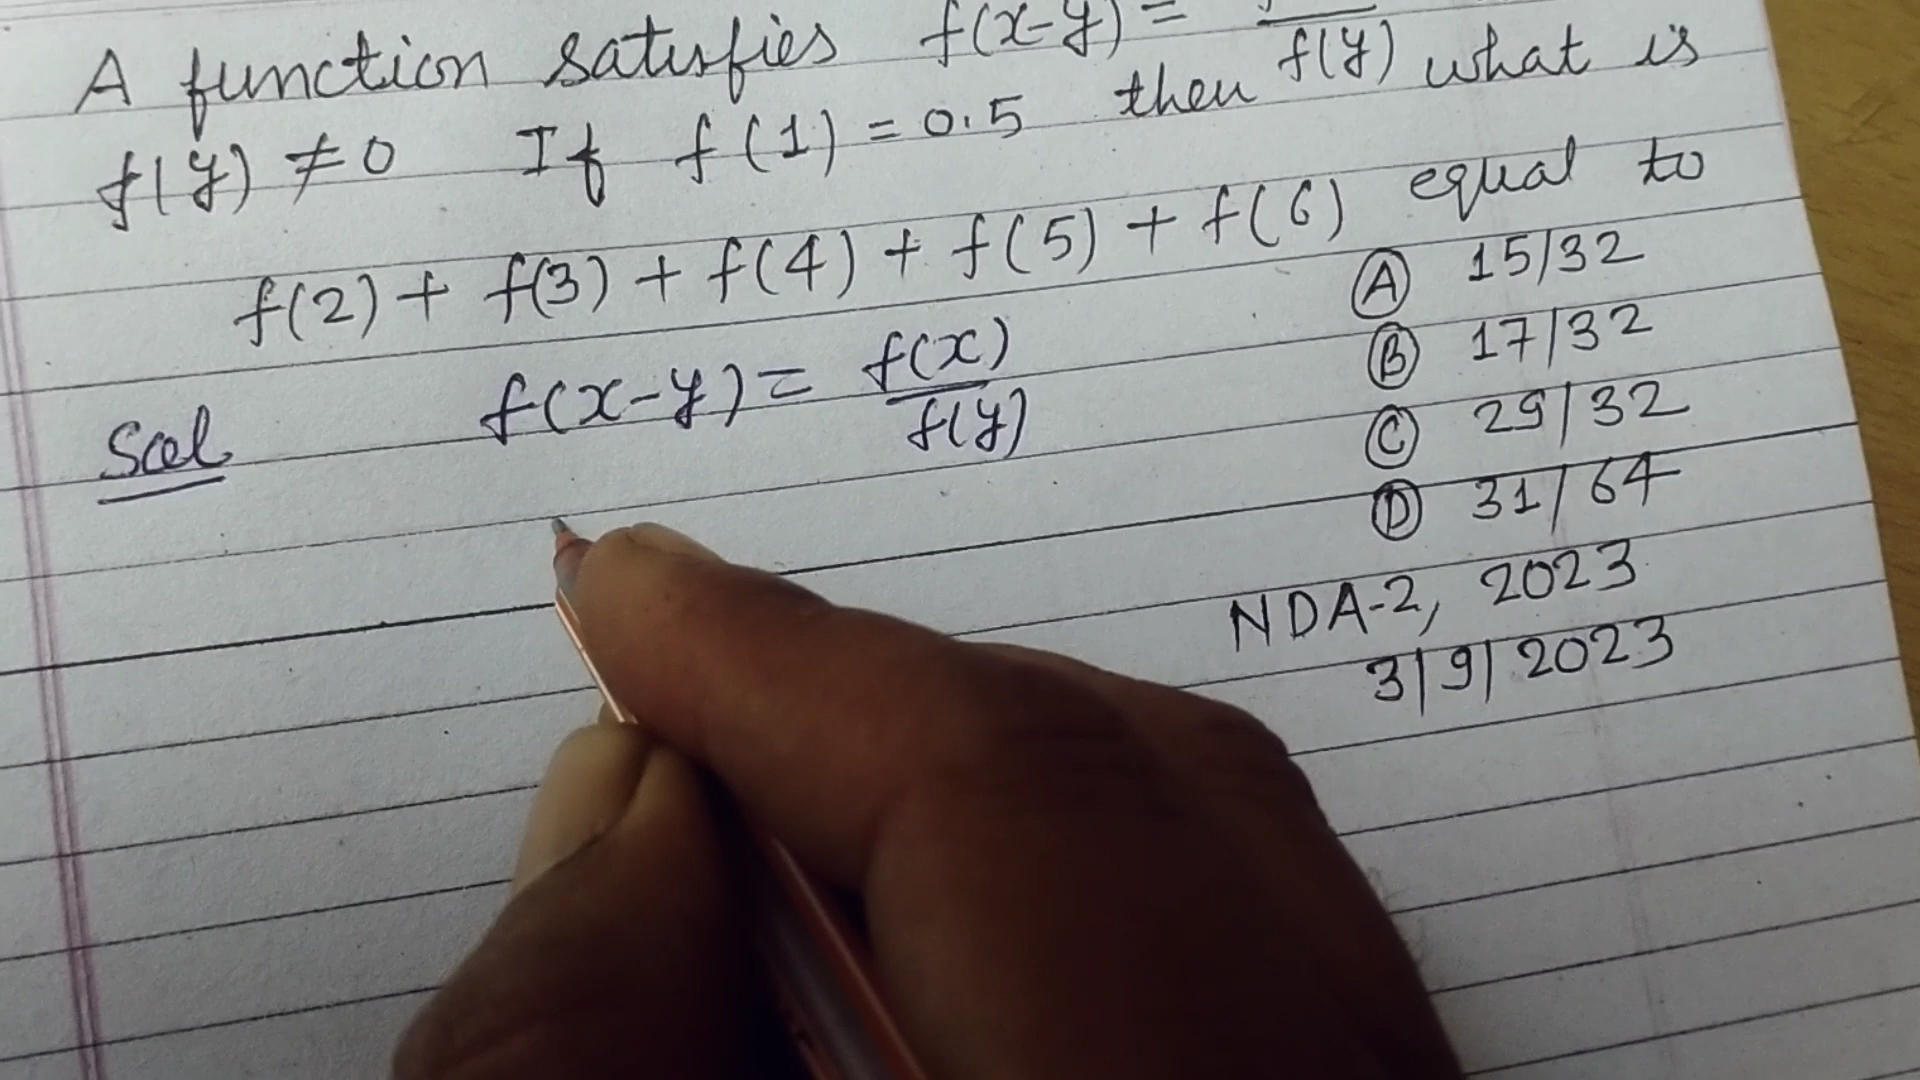 A function satisfies f(x-y) = /f(y)
f(y) ≠ 0 If f(1) = 0.5 then what is
f(2) + f(3) + f(4) + f(5) + f(6) equal to
Ⓐ 15/32
Ⓑ 17/32
Ⓒ 29/32
Ⓓ 31/64
Sol f(x-y) = f(x)/f(y)
NDA-2, 2023
3/9/2023